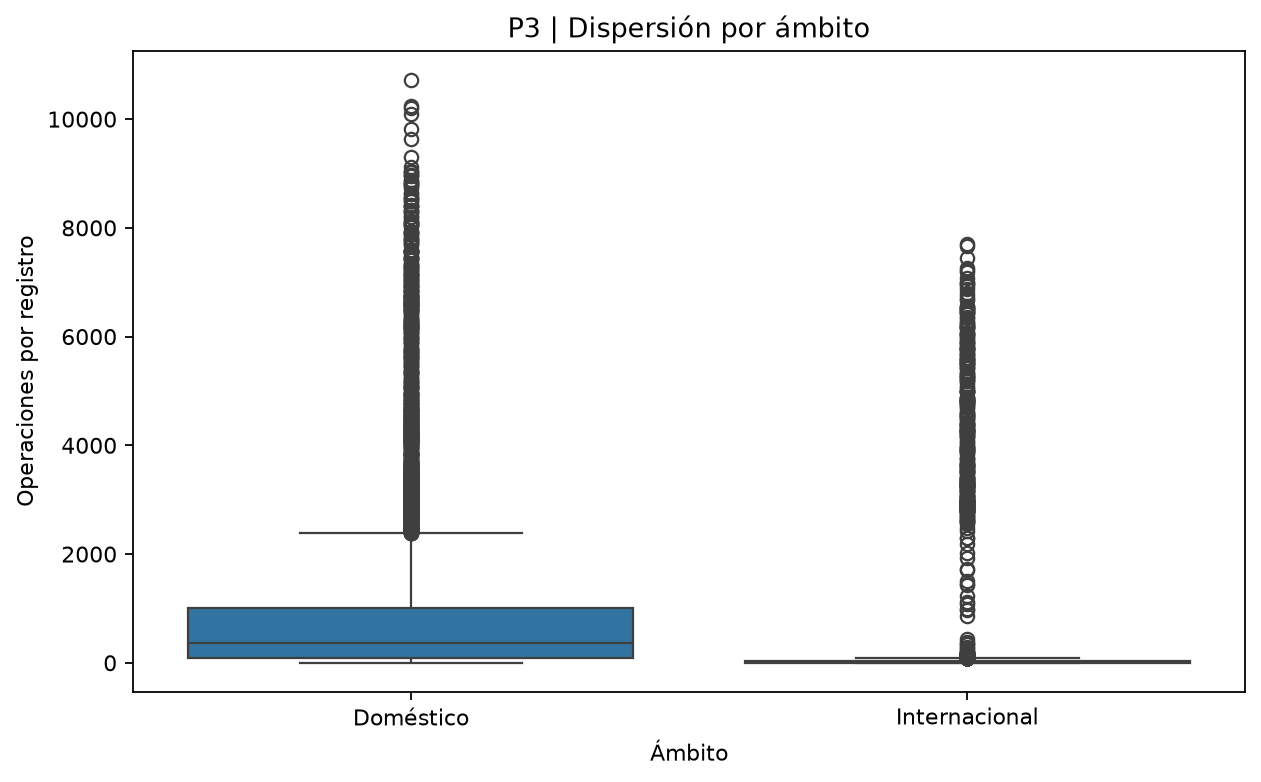 P3 | Dispersión por ámbito
Operaciones por registro
10000
8000
6000
4000
2000
0
Doméstico
Internacional
Ámbito